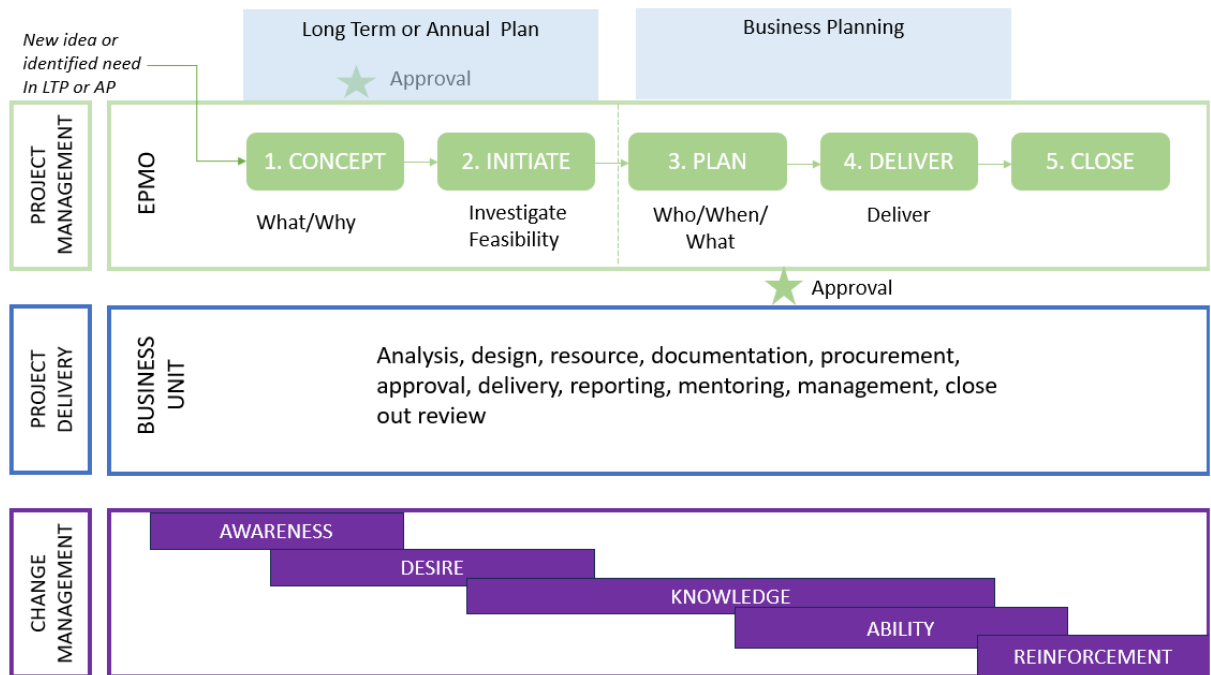 Long Term or Annual  Plan
Business Planning
New idea or
identified need
In LTP or AP
Approval
PROJECT
MANAGEMENT
EPMO
1. CONCEPT
2. INITIATE
3. PLAN
4. DELIVER
5. CLOSE
What/Why
Investigate
Feasibility
Who/When/
What
Deliver
Approval
PROJECT
DELIVERY
BUSINESS
UNIT
Analysis, design, resource, documentation, procurement,
approval, delivery, reporting, mentoring, management, close
out review
CHANGE
MANAGEMENT
AWARENESS
DESIRE
KNOWLEDGE
ABILITY
REINFORCEMENT